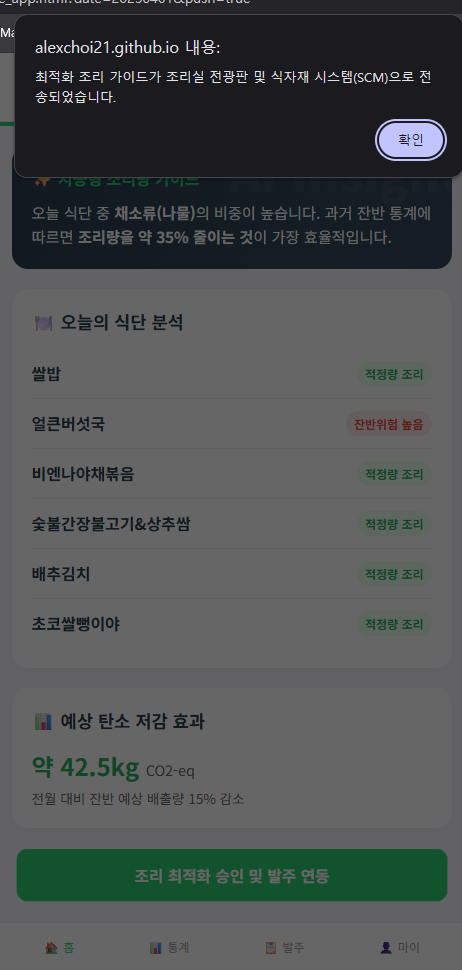 e_app.html?date=20250401&push=true
Ma
alexchoi21.github.io 내용:
최적화 조리 가이드가 조리실 전광판 및 식자재 시스템(SCM)으로 전
송되었습니다.
확인
오늘 식단 중 채소류(나물)의 비중이 높습니다. 과거 잔반 통계에
따르면 조리량을 약 35% 줄이는 것이 가장 효율적입니다.
🍽️ 오늘의 식단 분석
쌀밥 적정량 조리
얼큰버섯국 잔반위험 높음
비엔나야채볶음 적정량 조리
숯불간장불고기&상추쌈 적정량 조리
배추김치 적정량 조리
초코쌀뻥이야 적정량 조리
📊 예상 탄소 저감 효과
약 42.5kg CO2-eq
전월 대비 잔반 예상 배출량 15% 감소
조리 최적화 승인 및 발주 연동
🏠 홈 📊 통계 📋 발주 👤 마이